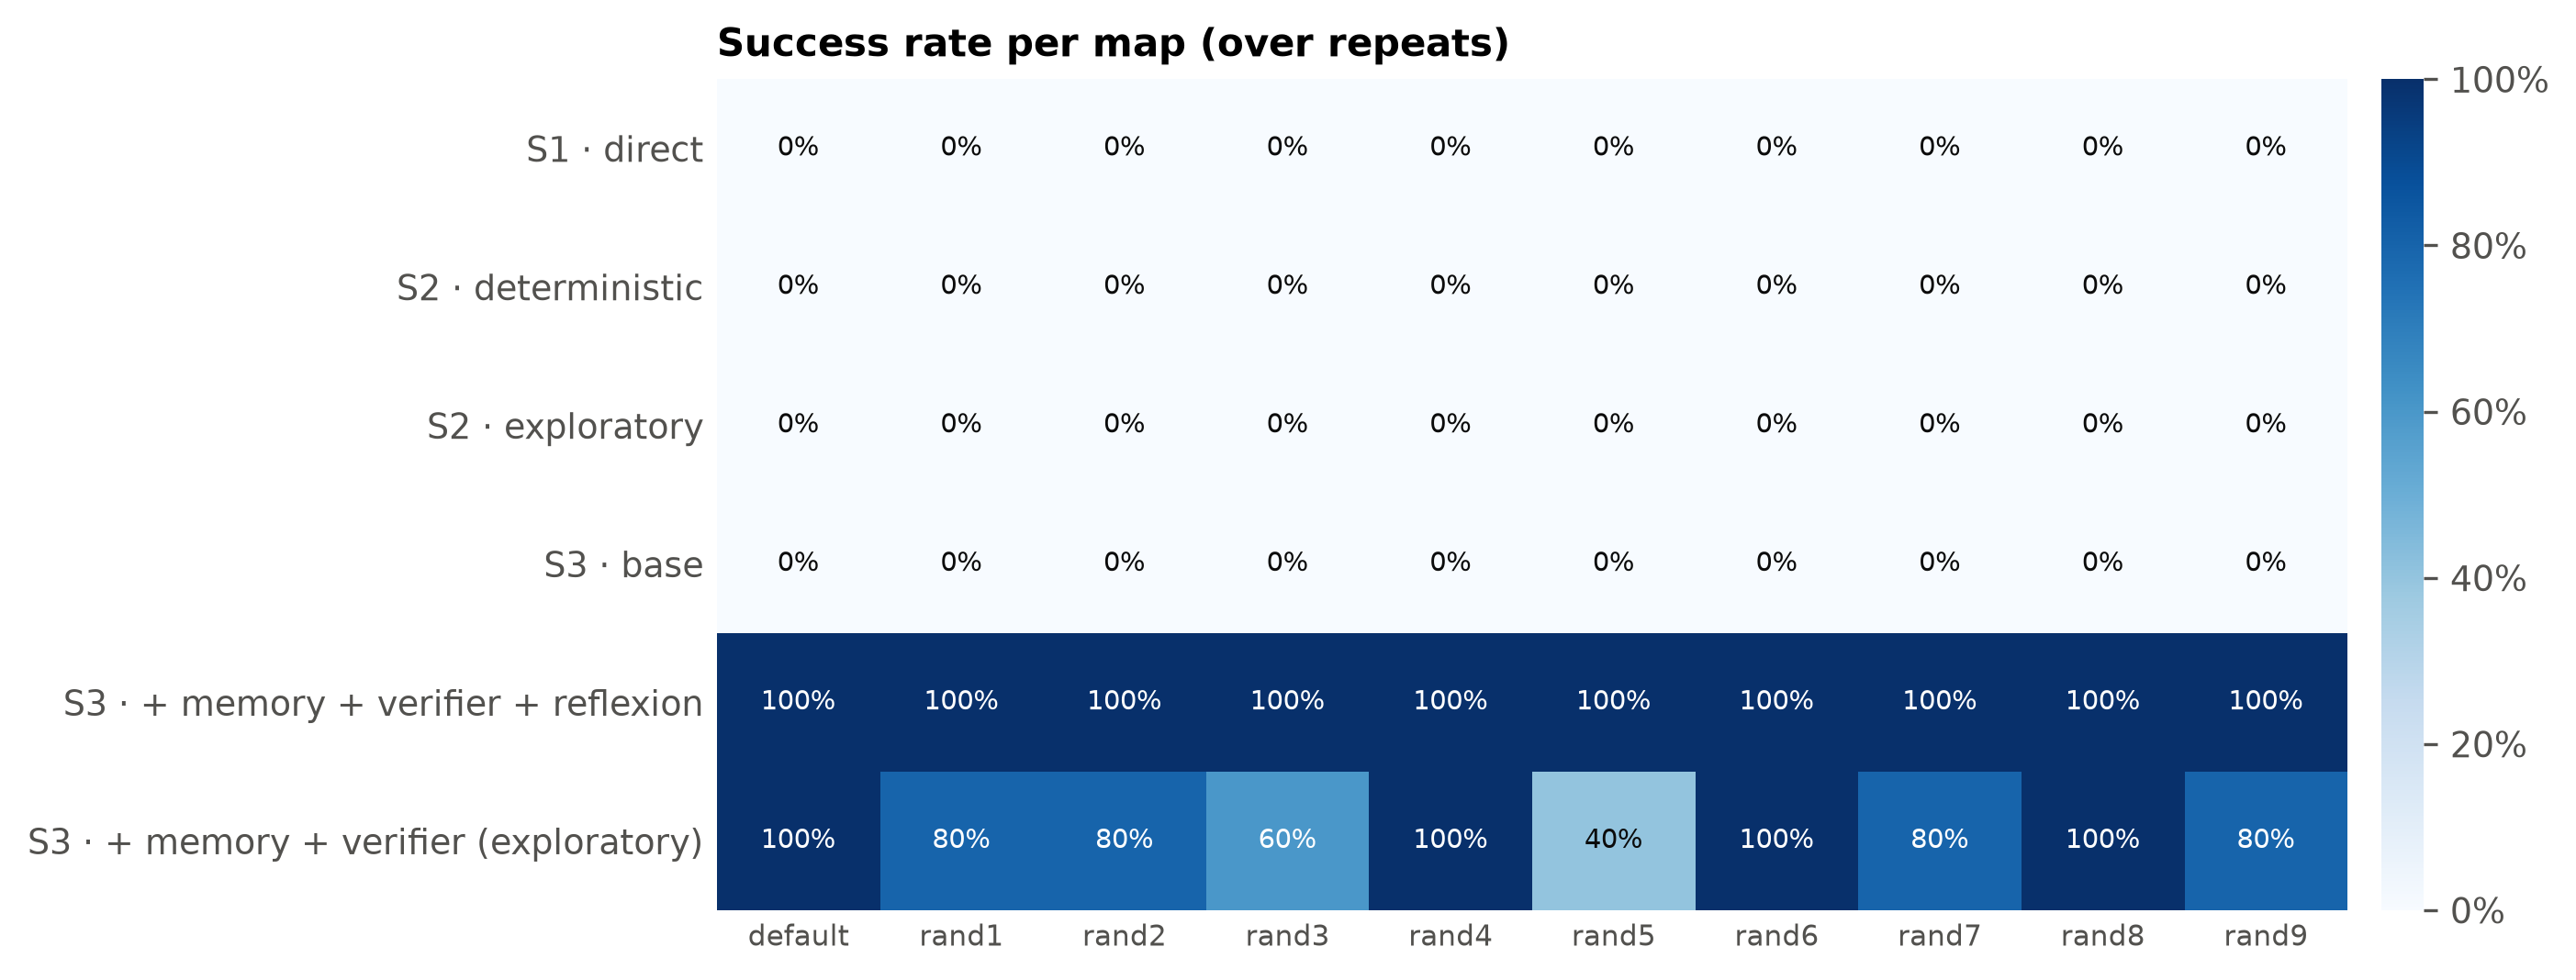 Success rate per map (over repeats)
100%
S1 · direct 0% 0% 0% 0% 0% 0% 0% 0% 0% 0%
80%
S2 · deterministic 0% 0% 0% 0% 0% 0% 0% 0% 0% 0%
60%
S2 · exploratory 0% 0% 0% 0% 0% 0% 0% 0% 0% 0%
S3 · base 0% 0% 0% 0% 0% 0% 0% 0% 0% 0%
40%
S3 · + memory + verifier + reflexion 100% 100% 100% 100% 100% 100% 100% 100% 100% 100%
20%
S3 · + memory + verifier (exploratory) 100% 80% 80% 60% 100% 40% 100% 80% 100% 80%
0%
default rand1 rand2 rand3 rand4 rand5 rand6 rand7 rand8 rand9